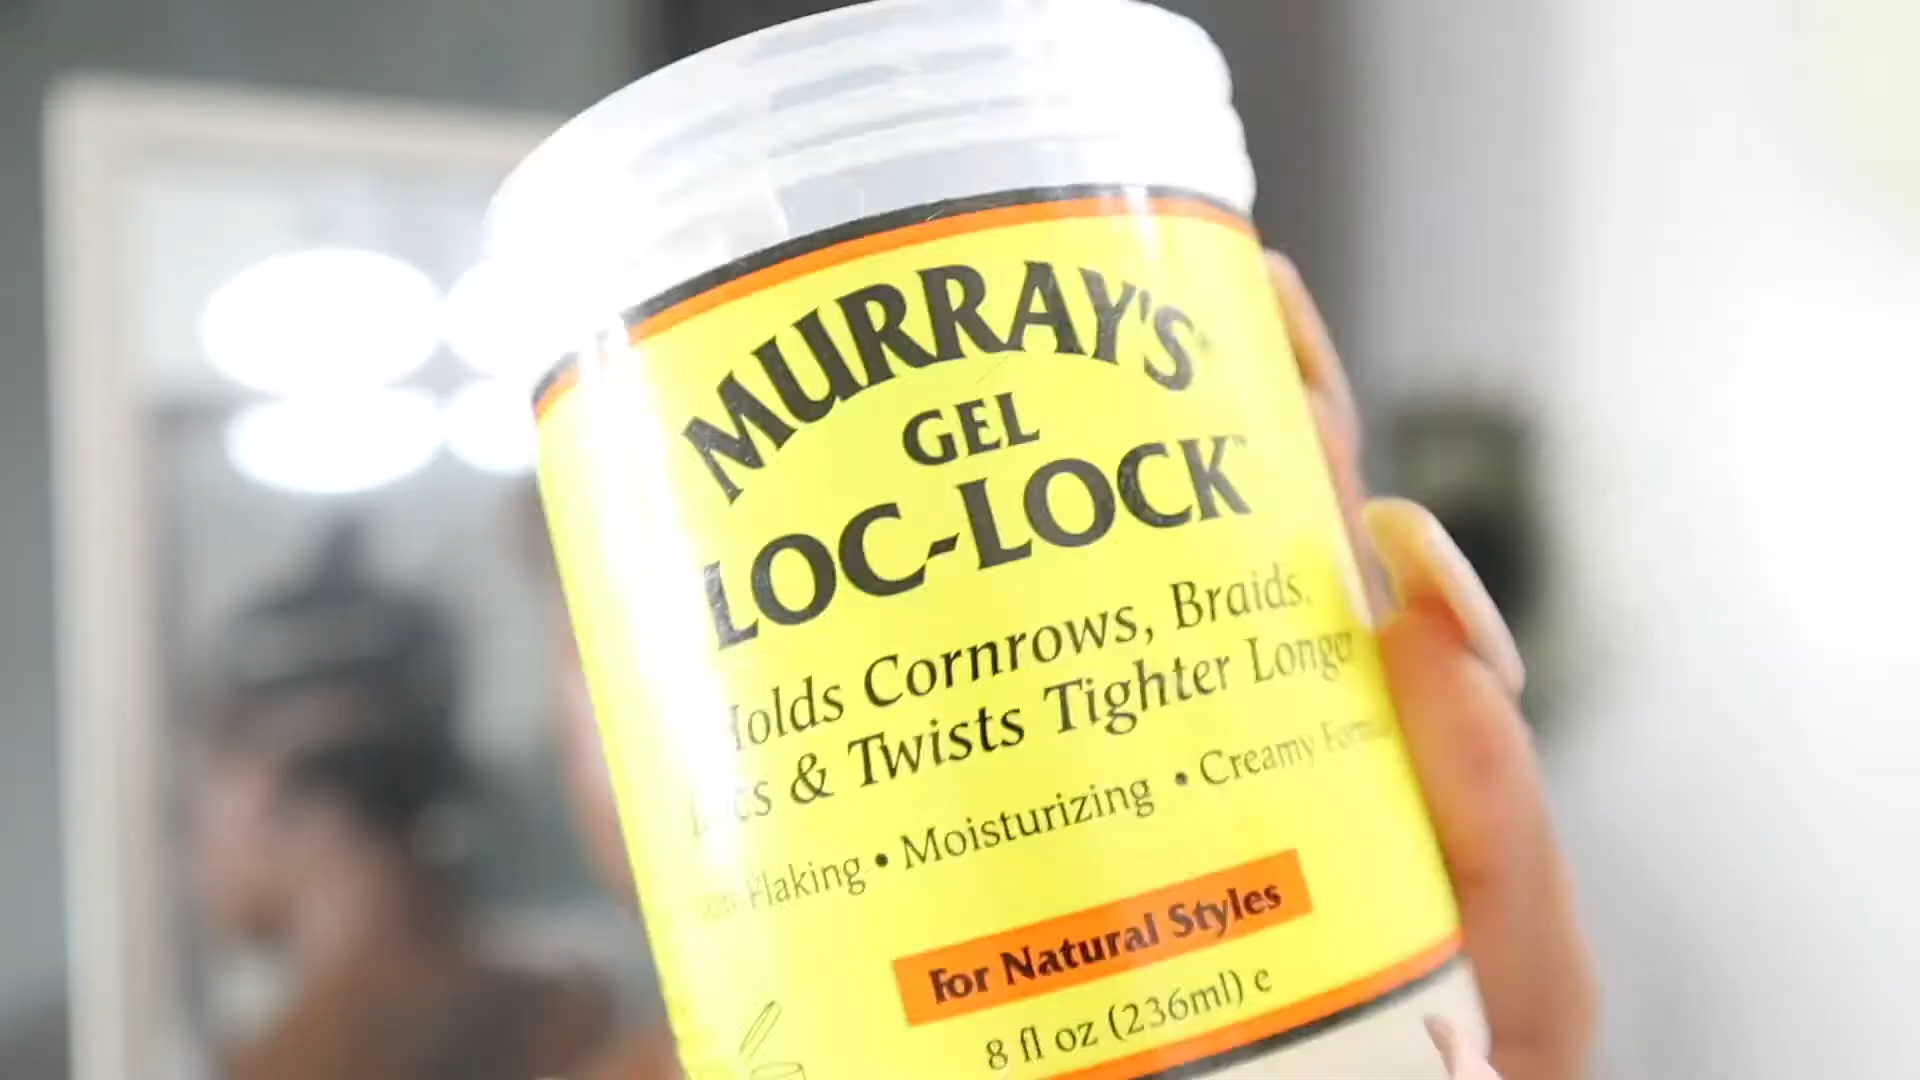 MURRAY'S
GEL
LOC-LOCK™
Holds Cornrows, Braids,
& Twists Tighter Longer
Flaking • Moisturizing • Creamy
For Natural Styles
8 fl oz (236ml) e